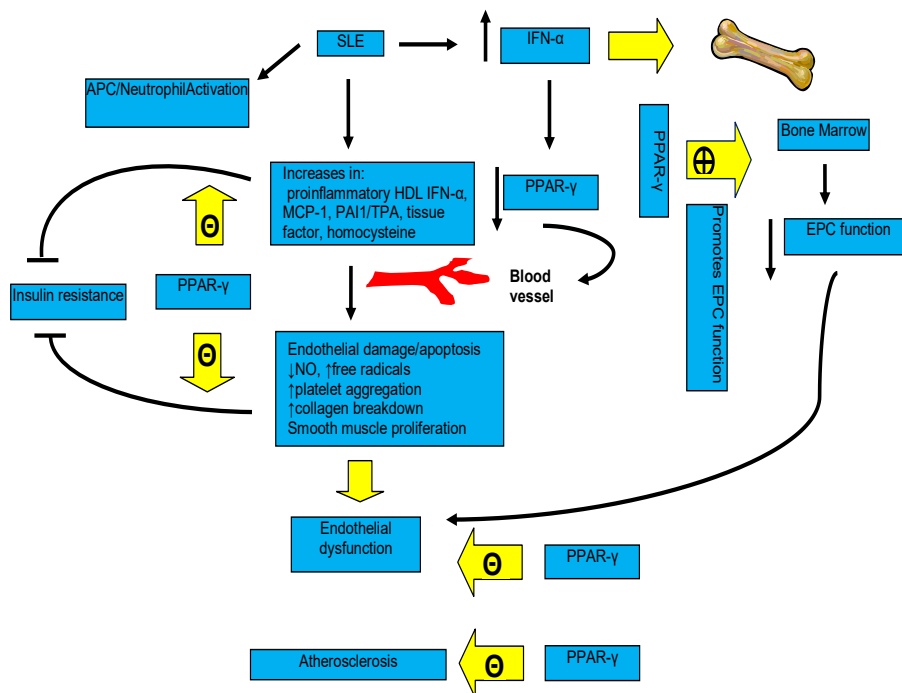 SLE
IFN-α
APC/NeutrophilActivation
Increases in:
proinflammatory HDL IFN-α,
MCP-1, PAI1/TPA, tissue
factor, homocysteine
PPAR-γ
PPAR-γ
⊕
Bone Marrow
Promotes EPC function
EPC function
Θ
Insulin resistance
PPAR-γ
Θ
Blood
vessel
Endothelial damage/apoptosis
↓NO, ↑free radicals
↑platelet aggregation
↑collagen breakdown
Smooth muscle proliferation
Endothelial
dysfunction
Θ
PPAR-γ
Atherosclerosis
Θ
PPAR-γ